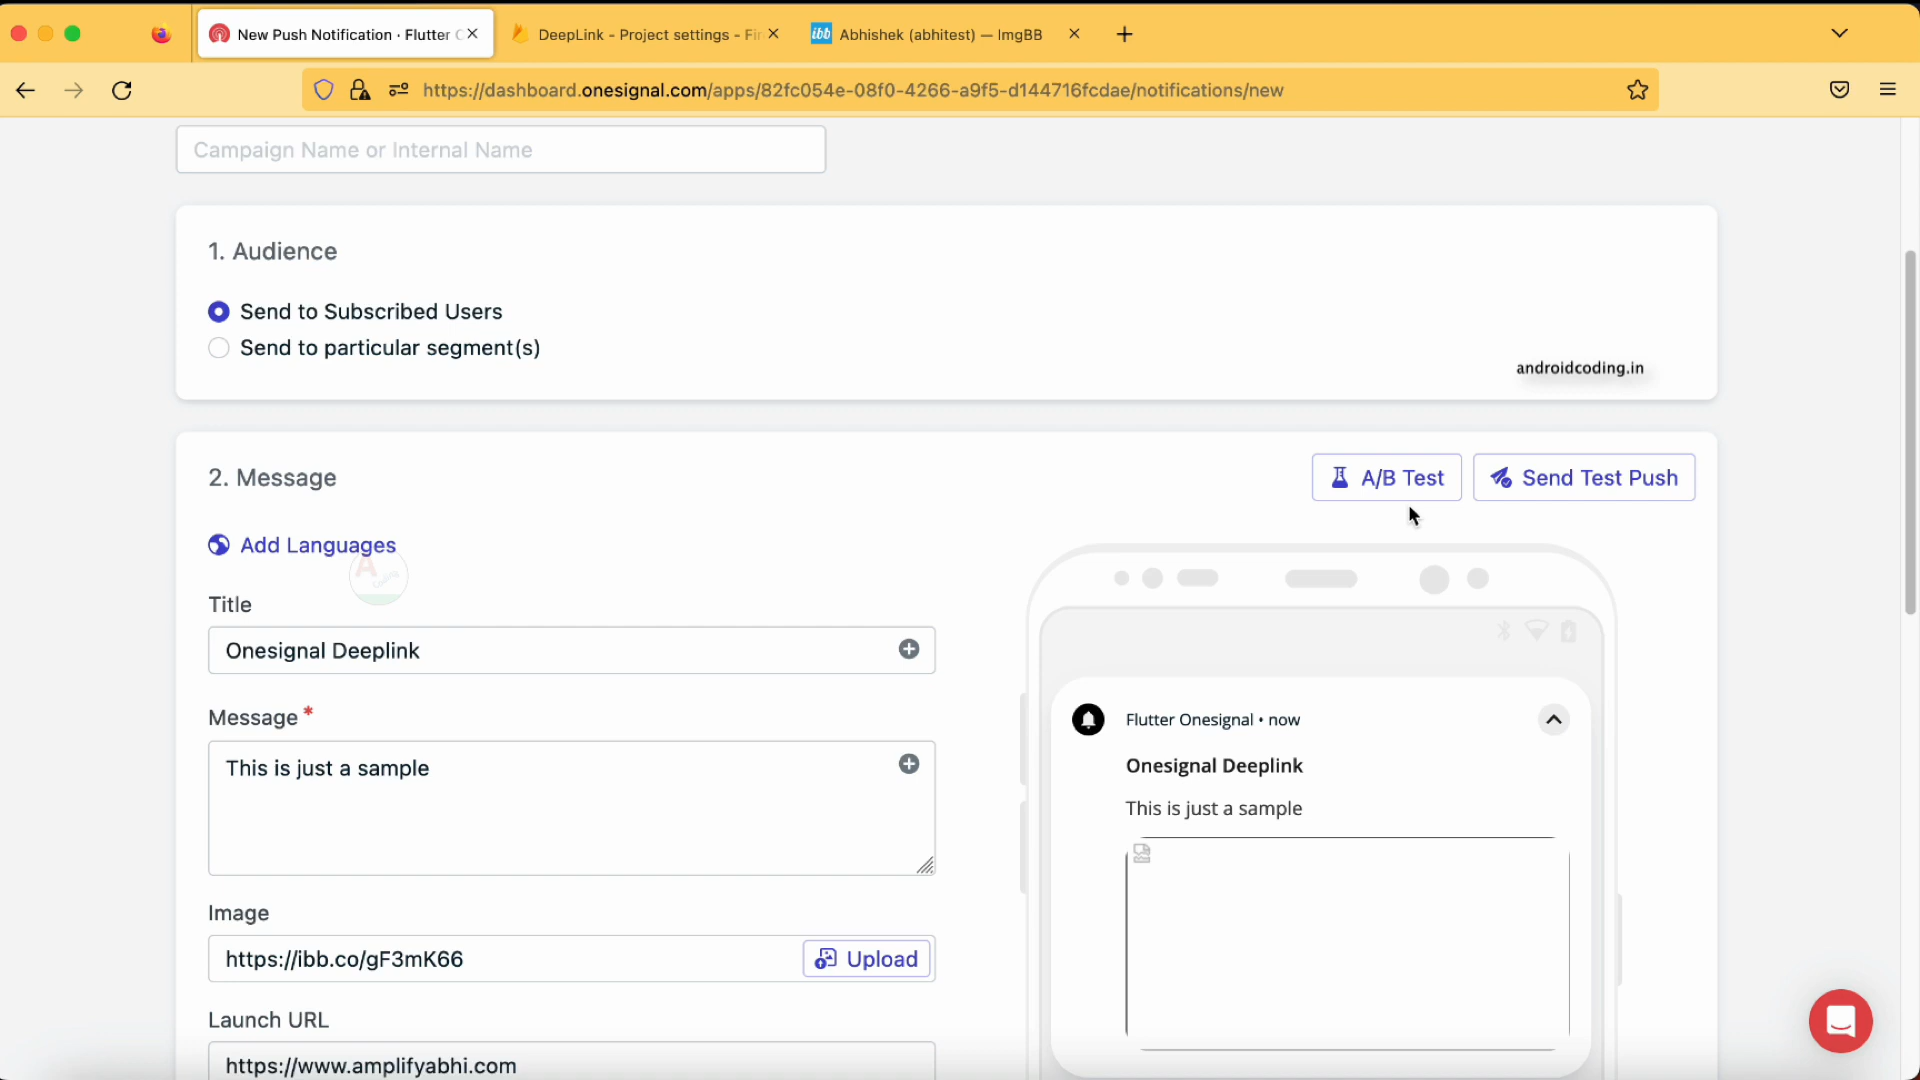 New Push Notification · Flutter
DeepLink - Project settings - Fir
ibb Abhishek (abhitest) — ImgBB
https://dashboard.onesignal.com/apps/82fc054e-08f0-4266-a9f5-d144716fcdae/notifications/new
Campaign Name or Internal Name
1. Audience
Send to Subscribed Users
Send to particular segment(s)
androidcoding.in
2. Message
A/B Test
Send Test Push
Add Languages
Title
Onesignal Deeplink
Message *
This is just a sample
Flutter Onesignal • now
Onesignal Deeplink
This is just a sample
Image
https://ibb.co/gF3mK66
Upload
Launch URL
https://www.amplifyabhi.com